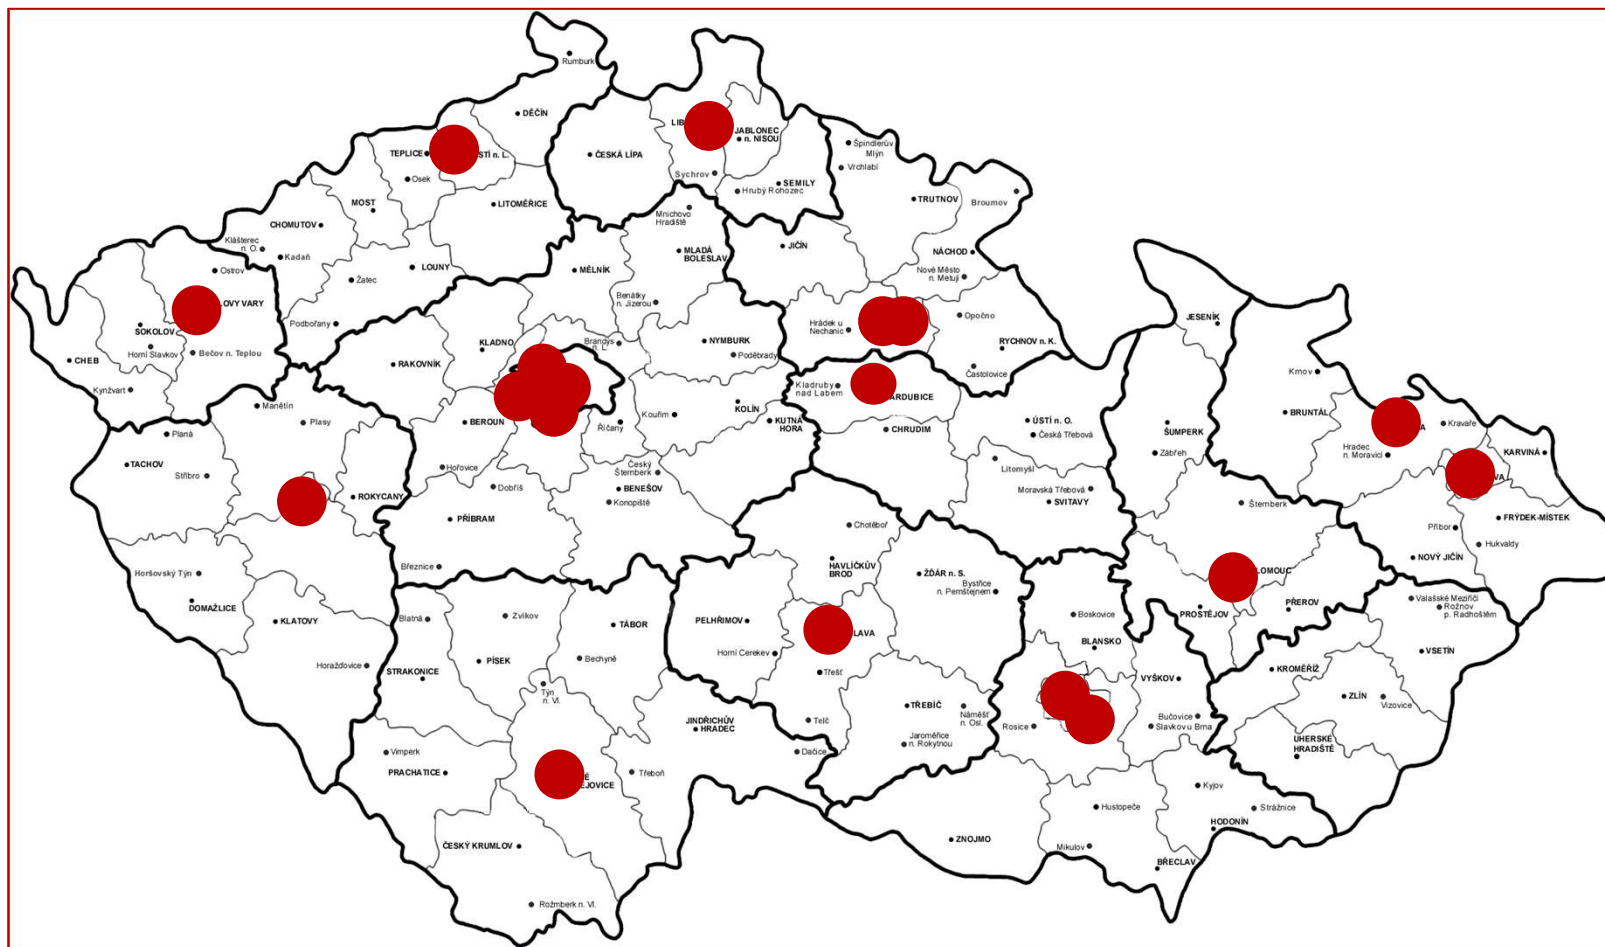 Rumburk
DĚČÍN
TEPLICE
STÍ n. L.
Osek
LIB
JABLONEC
n. NISOU
ČESKÁ LÍPA
Sychrov
SEMILY
Hrubý Rohozec
Špindlerův
Mlýn
Vrchlabí
TRUTNOV
Broumov
MOST
LITOMĚŘICE
CHOMUTOV
Klášterec
n. O.
Kadaň
LOUNY
Žatec
Podbořany
Mnichovo
Hradiště
MLADÁ
BOLESLAV
JIČÍN
NÁCHOD
Nové Město
n. Metují
MĚLNÍK
Benátky
n. Jizerou
Ostrov
LOVY VARY
SOKOLOV
Horní Slavkov
Bečov n. Teplou
CHEB
Kynžvart
Hrádek u
Nechanic
Opočno
RYCHNOV n. K.
Častolovice
JESENÍK
KLADNO
RAKOVNÍK
Brandýs
n. L.
NYMBURK
Poděbrady
Kladruby
nad Labem
ARDUBICE
Krnov
BRUNTÁL
A
Kravaře
Hradec
n. Moravicí
KARVINÁ
VA
Manětín
Plasy
BEROUN
Říčany
Kouřim
KOLÍN
KUTNÁ
HORA
CHRUDIM
ÚSTÍ n. O.
Česká Třebová
ŠUMPERK
Zábřeh
Planá
TACHOV
Stříbro
ROKYCANY
Hořovice
Dobříš
Český
Šternberk
BENEŠOV
Konopiště
Litomyšl
Moravská Třebová
SVITAVY
Šternberk
FRÝDEK-MÍSTEK
Příbor
Hukvaldy
NOVÝ JIČÍN
PŘÍBRAM
Chotěboř
HAVLÍČKŮV
BROD
ŽĎÁR n. S.
Bystřice
n. Pernštejnem
Březnice
Horšovský Týn
DOMAŽLICE
KLATOVY
Horažďovice
Blatná
Zvíkov
TÁBOR
PELHŘIMOV
LAVA
Horní Cerekev
Třešť
Boskovice
BLANSKO
LOMOUC
PROSTĚJOV
PŘEROV
Valašské Meziříčí
Rožnov
p. Radhoštěm
VSETÍN
STRAKONICE
PÍSEK
Bechyně
Týn
n. Vl.
KROMĚŘÍŽ
VYŠKOV
ZLÍN
Vizovice
JINDŘICHŮV
HRADEC
Telč
TŘEBÍČ
Náměšť
n. Osl.
Jaroměřice
n. Rokytnou
Rosice
Bučovice
Slavkov u Brna
UHERSKÉ
HRADIŠTĚ
Vimperk
PRACHATICE
É
EJOVICE
Třeboň
Dačice
Kyjov
Hustopeče
Strážnice
HODONÍN
ČESKÝ KRUMLOV
ZNOJMO
Mikulov
BŘECLAV
Rožmberk n. Vl.